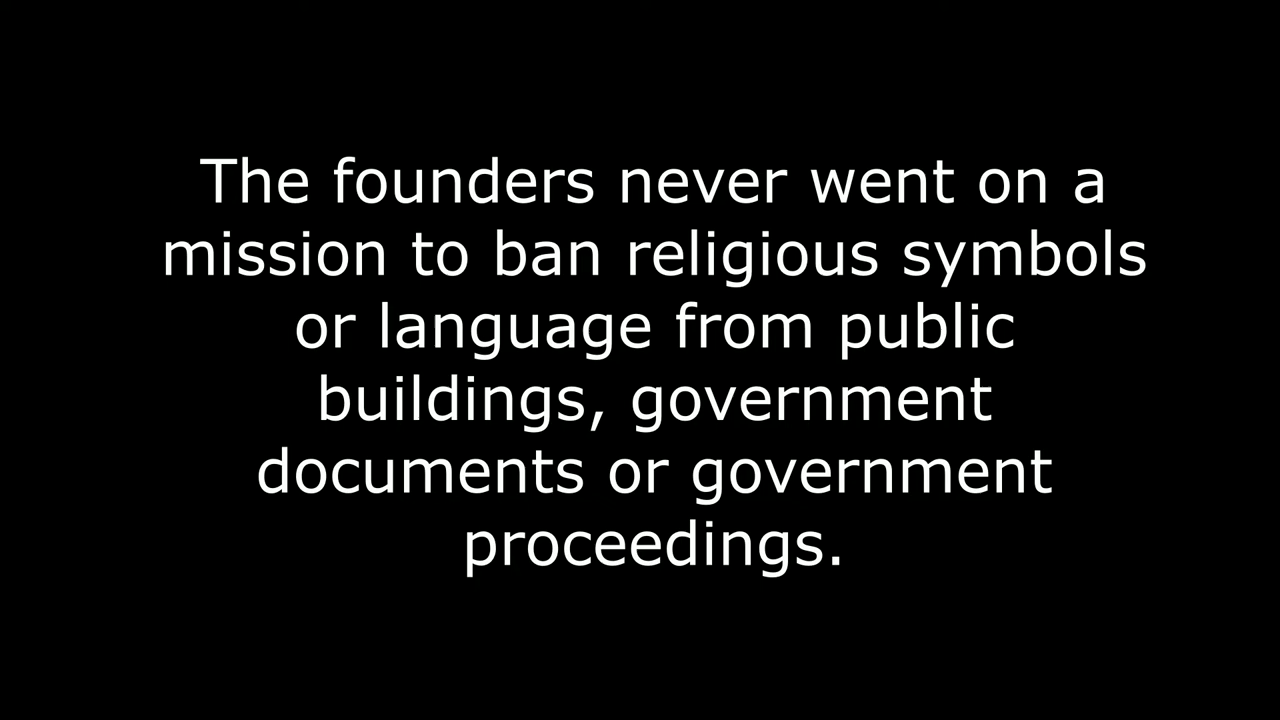 The founders never went on a
mission to ban religious symbols
or language from public
buildings, government
documents or government
proceedings.